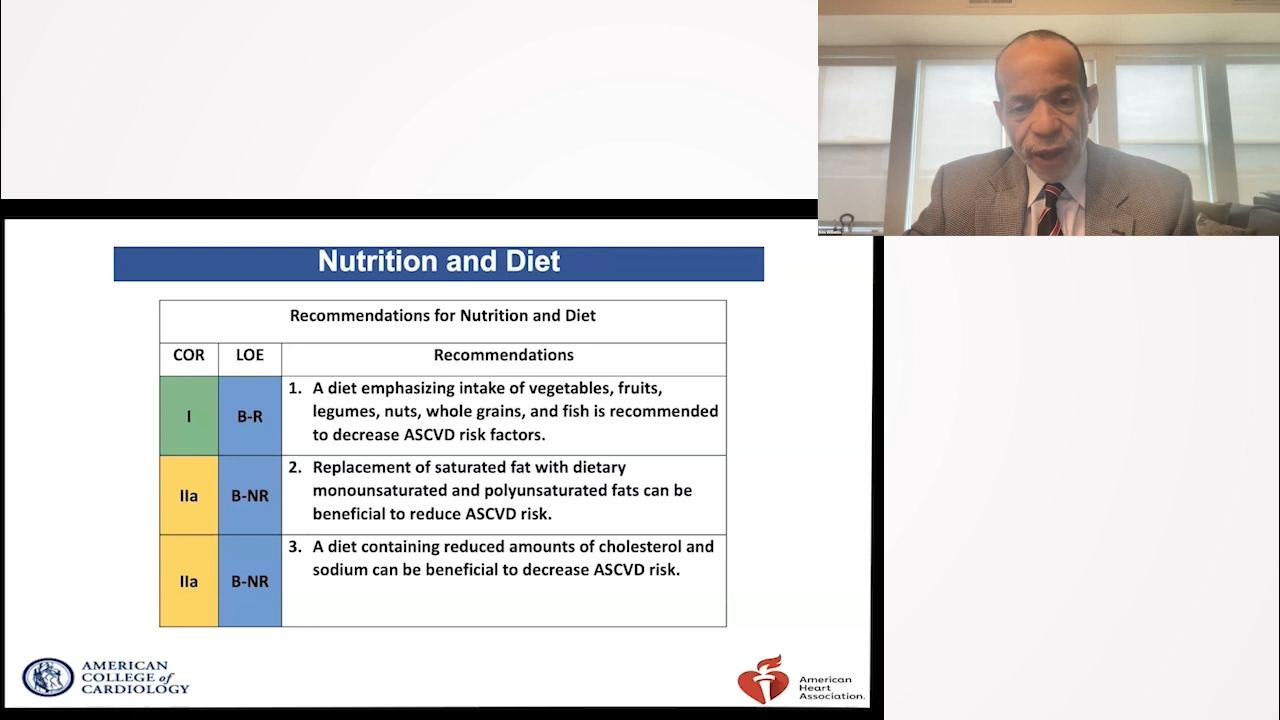 Nutrition and Diet
Recommendations for Nutrition and Diet
COR
LOE
Recommendations
I
B-R
1. A diet emphasizing intake of vegetables, fruits,
legumes, nuts, whole grains, and fish is recommended
to decrease ASCVD risk factors.
IIa
B-NR
2. Replacement of saturated fat with dietary
monounsaturated and polyunsaturated fats can be
beneficial to reduce ASCVD risk.
IIa
B-NR
3. A diet containing reduced amounts of cholesterol and
sodium can be beneficial to decrease ASCVD risk.
AMERICAN
COLLEGE of
CARDIOLOGY
American
Heart
Association.